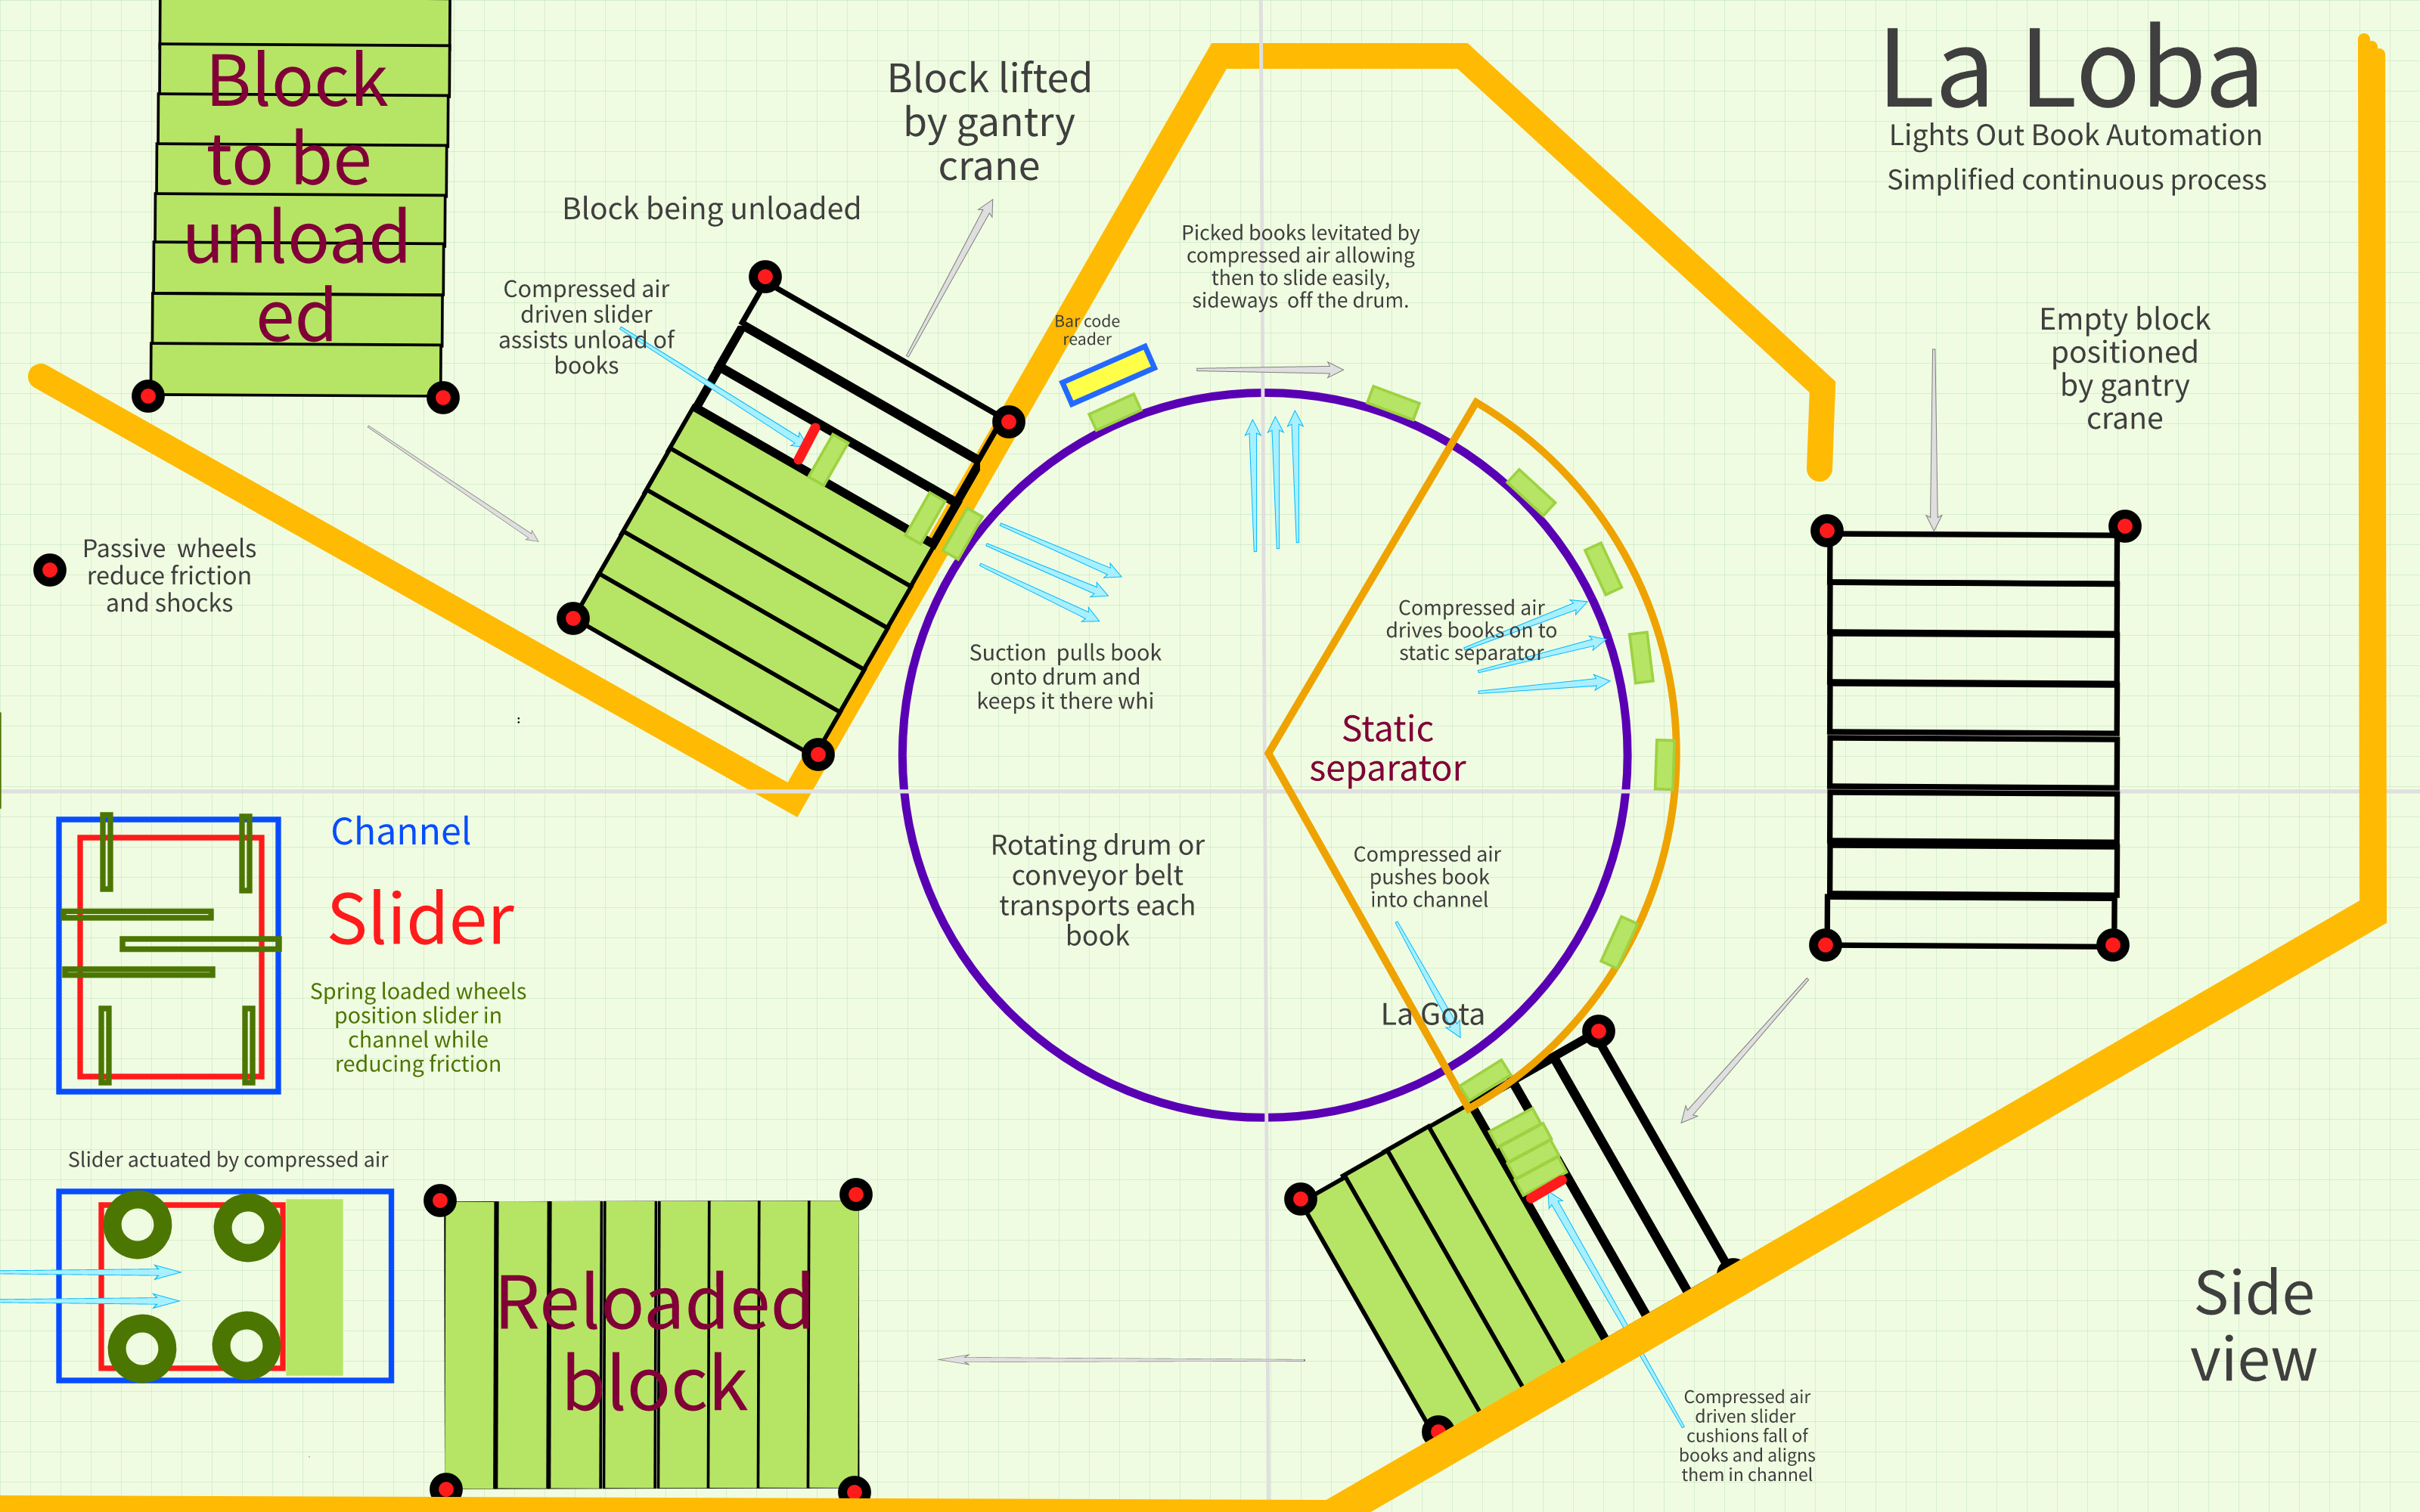 Block
to be
unload
ed
Block lifted
by gantry
crane
La Loba
Lights Out Book Automation
Simplified continuous process
Block being unloaded
Compressed air
driven slider
assists unload of
books
Picked books levitated by
compressed air allowing
then to slide easily,
sideways off the drum.
Bar code
reader
Empty block
positioned
by gantry
crane
Passive wheels
reduce friction
and shocks
Suction pulls book
onto drum and
keeps it there whi
Compressed air
drives books on to
static separator
Static
separator
Channel
Slider
Spring loaded wheels
position slider in
channel while
reducing friction
Rotating drum or
conveyor belt
transports each
book
Compressed air
pushes book
into channel
La Gota
Slider actuated by compressed air
Reloaded
block
Compressed air
driven slider
cushions fall of
books and aligns
them in channel
Side
view